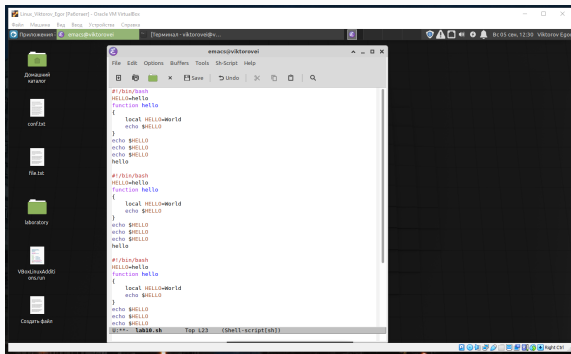 Linux_Viktorov_Egor [Работает] - Oracle VM VirtualBox
Файл Машина Вид Ввод Устройства Справка
Приложения emacs@viktorovei [Терминал - viktorovei@v... Вс 05 сен, 12:30 Viktorov Egor
emacs@viktorovei
File Edit Options Buffers Tools Sh-Script Help
Save Undo
#!/bin/bash
HELLO=hello
function hello
{
local HELLO=World
echo $HELLO
}
echo $HELLO
echo $HELLO
echo $HELLO
hello
#!/bin/bash
HELLO=hello
function hello
{
local HELLO=World
echo $HELLO
}
echo $HELLO
echo $HELLO
echo $HELLO
hello
#!/bin/bash
HELLO=hello
function hello
{
local HELLO=World
echo $HELLO
}
echo $HELLO
echo $HELLO
echo $HELLO
U:**- lab10.sh Top L23 (Shell-script[sh])
Домашний
каталог
conf.txt
file.txt
laboratory
VBoxLinuxAdditi
ons.run
Создать файл
Right Ctrl